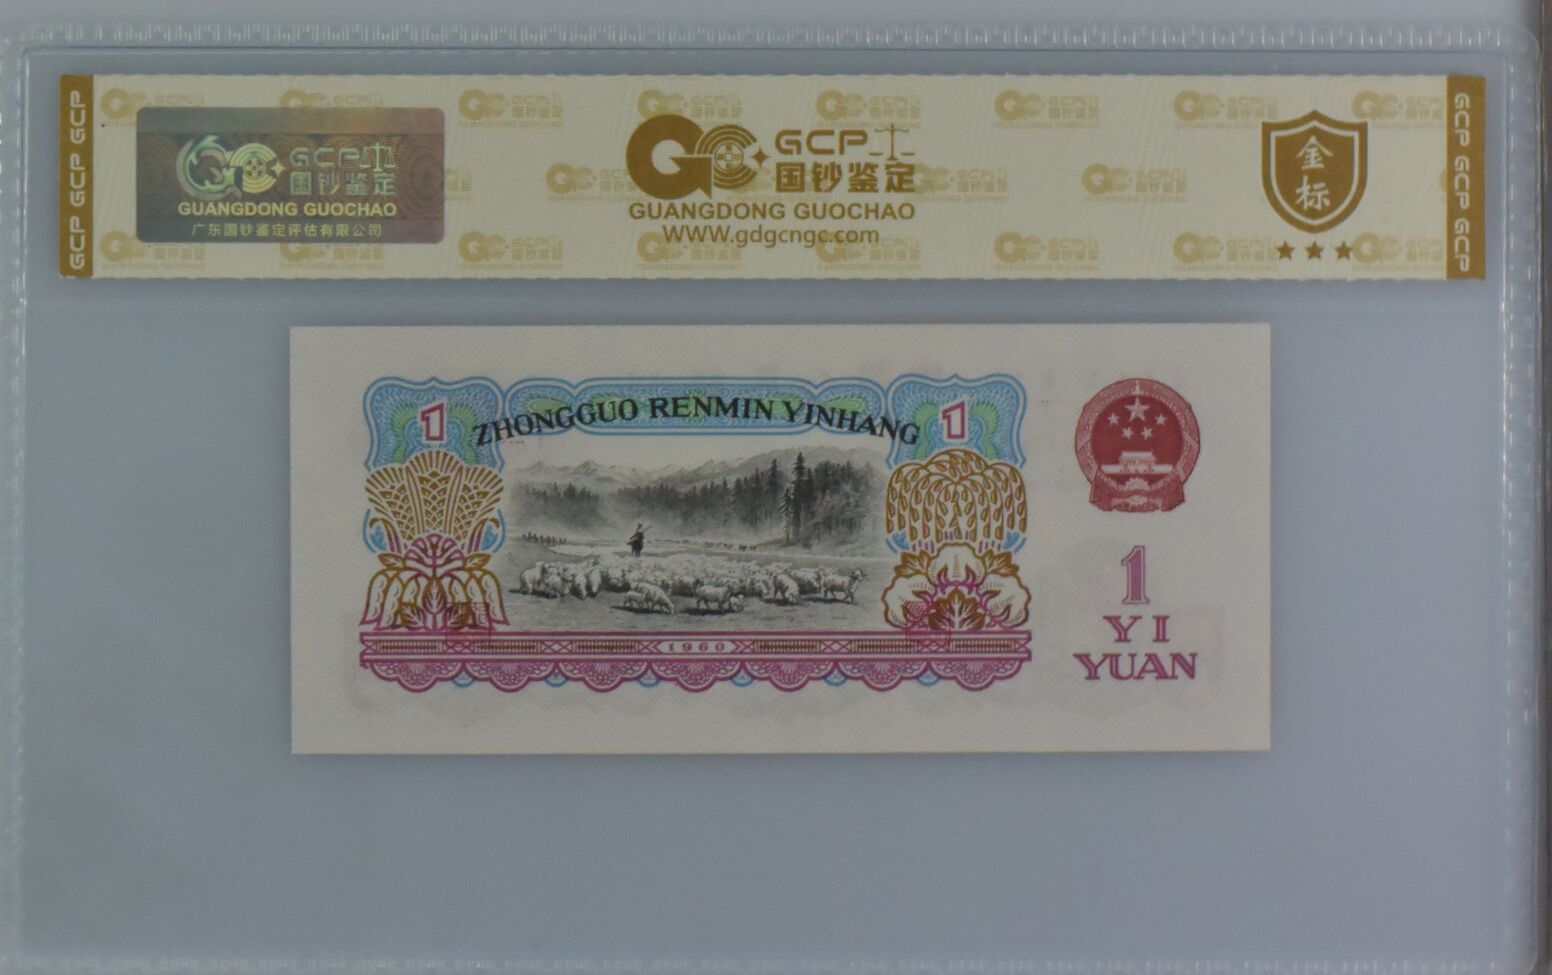 GCP GCP GCP
GCP 国钞鉴定
GUANGDONG GUOCHAO
广东国钞鉴定评估有限公司
GCP
国钞鉴定
GUANGDONG GUOCHAO
WWW.gdgcngc.com
金标
GCP GCP GCP
ZHONGGUO RENMIN YINHANG
1
1
1960
1
YI
YUAN